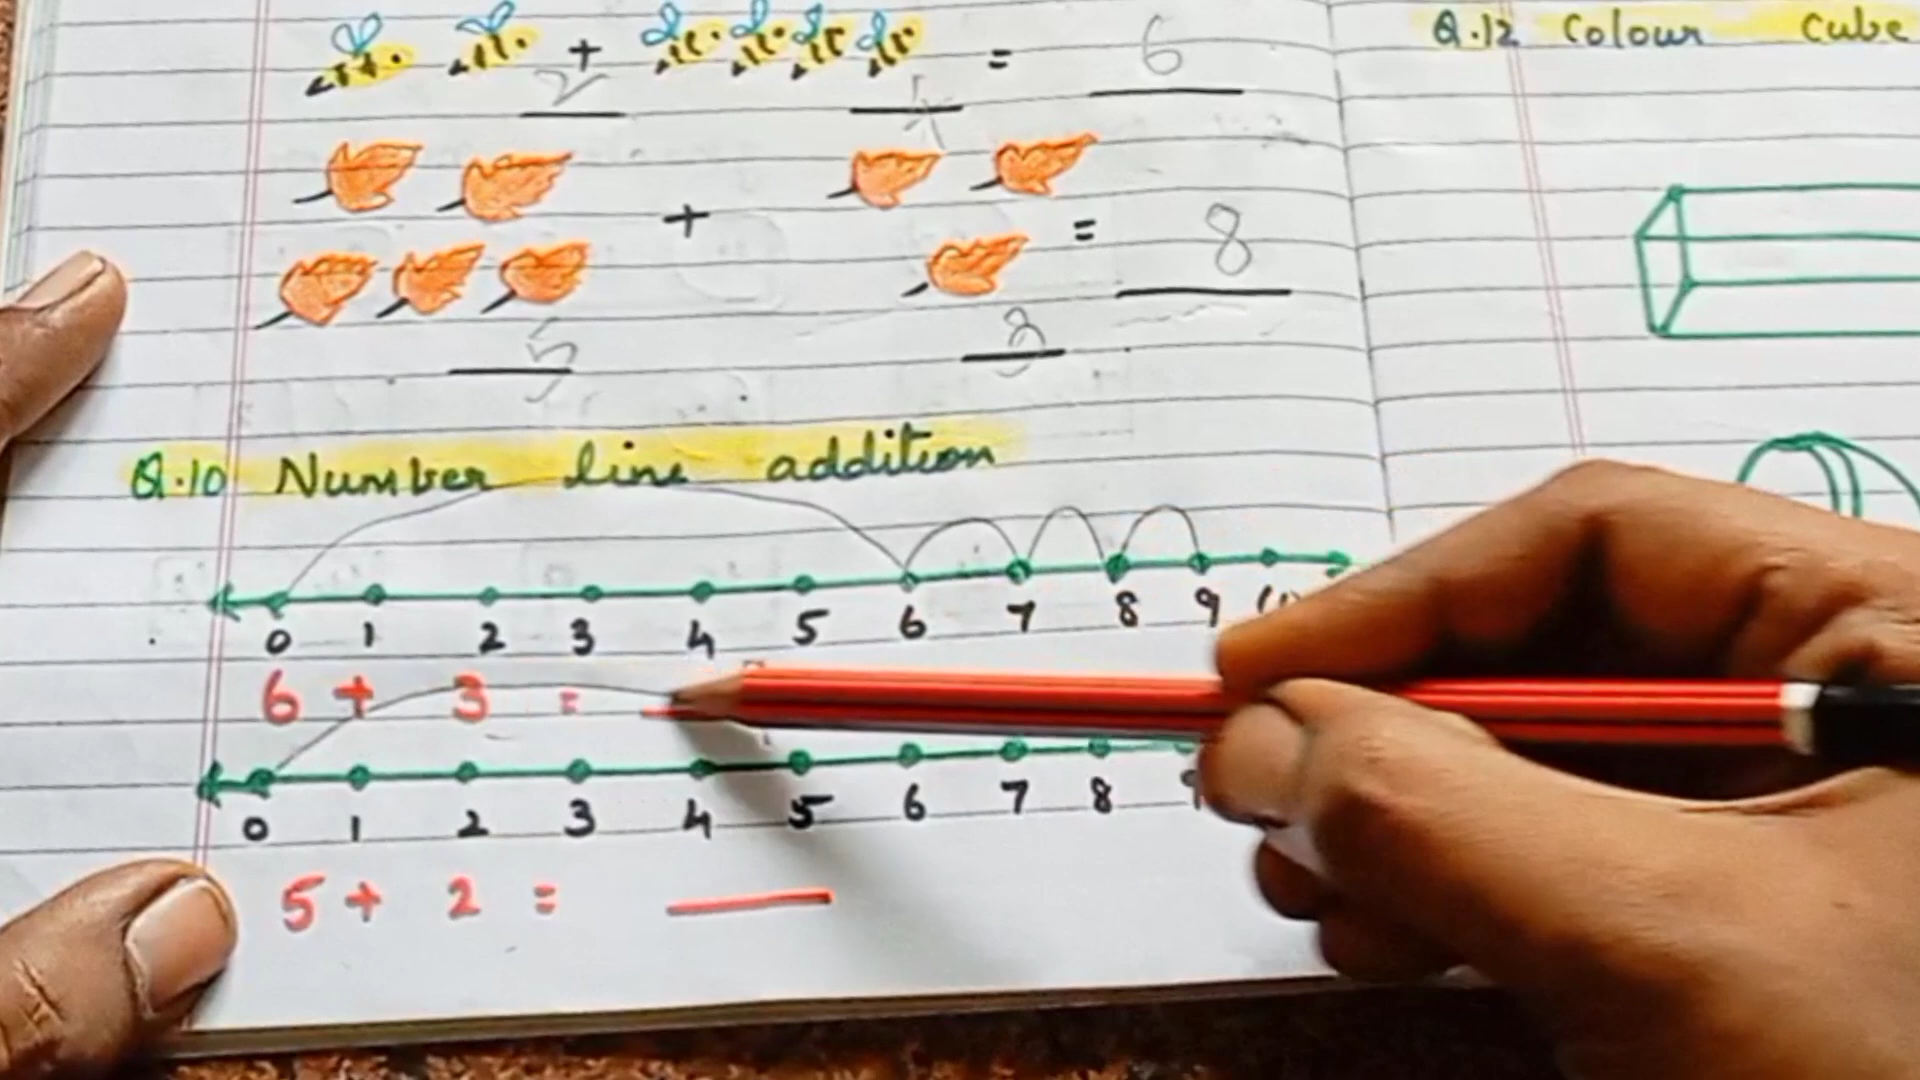 + = 6
2 4
+ = 8
5 3
Q.10 Number line addition
0 1 2 3 4 5 6 7 8 9
6 + 3 =
0 1 2 3 4 5 6 7 8 9
5 + 2 =
Q.12 Colour Cube